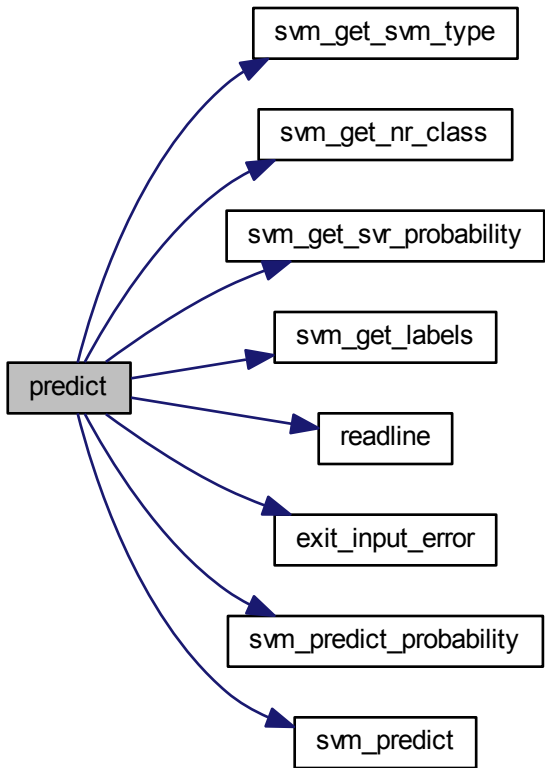 svm_get_svm_type
svm_get_nr_class
svm_get_svr_probability
svm_get_labels
predict
readline
exit_input_error
svm_predict_probability
svm_predict